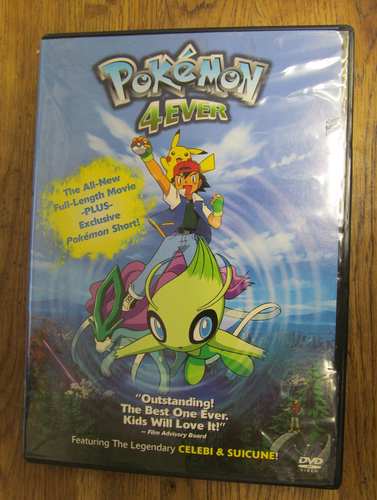 POKéMON
4EVER
The All-New
Full-Length Movie
-PLUS-
Exclusive
Pokémon Short!
"Outstanding!
The Best One Ever.
Kids Will Love It!"
— Film Advisory Board
Featuring The Legendary CELEBI & SUICUNE!
DVD
VIDEO